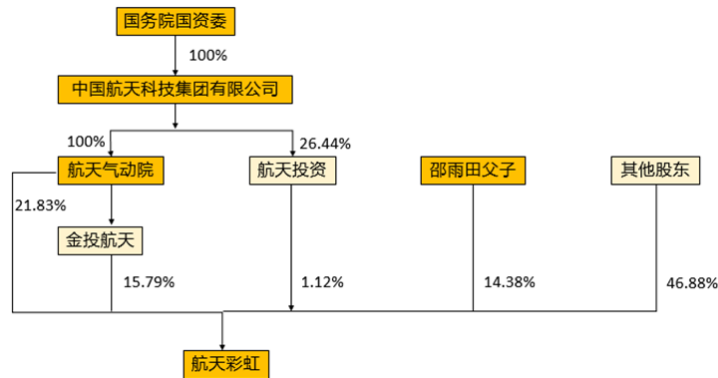 国务院国资委
100%
中国航天科技集团有限公司
100%
26.44%
航天气动院
航天投资
邵雨田父子
其他股东
21.83%
金投航天
15.79%
1.12%
14.38%
46.88%
航天彩虹